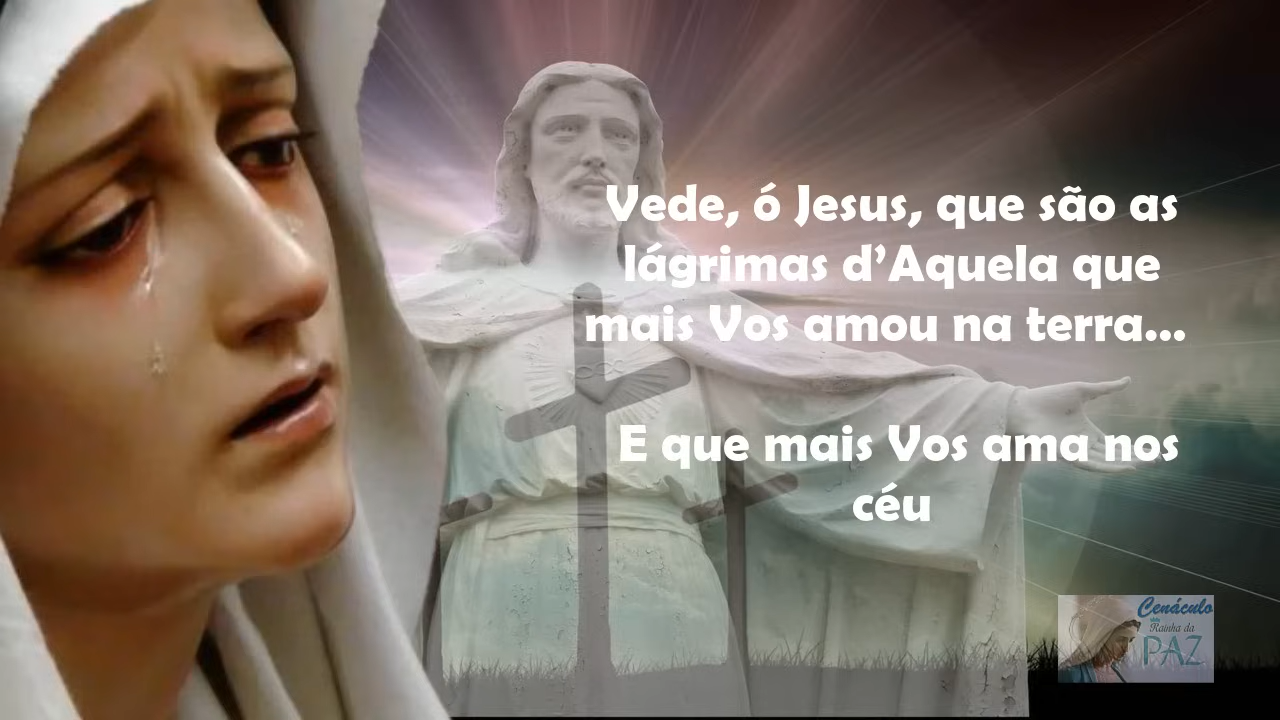 Vede, ó Jesus, que são as
lágrimas d’Aquela que
mais Vos amou na terra...
E que mais Vos ama nos
céu
Cenáculo
Rainha da
PAZ